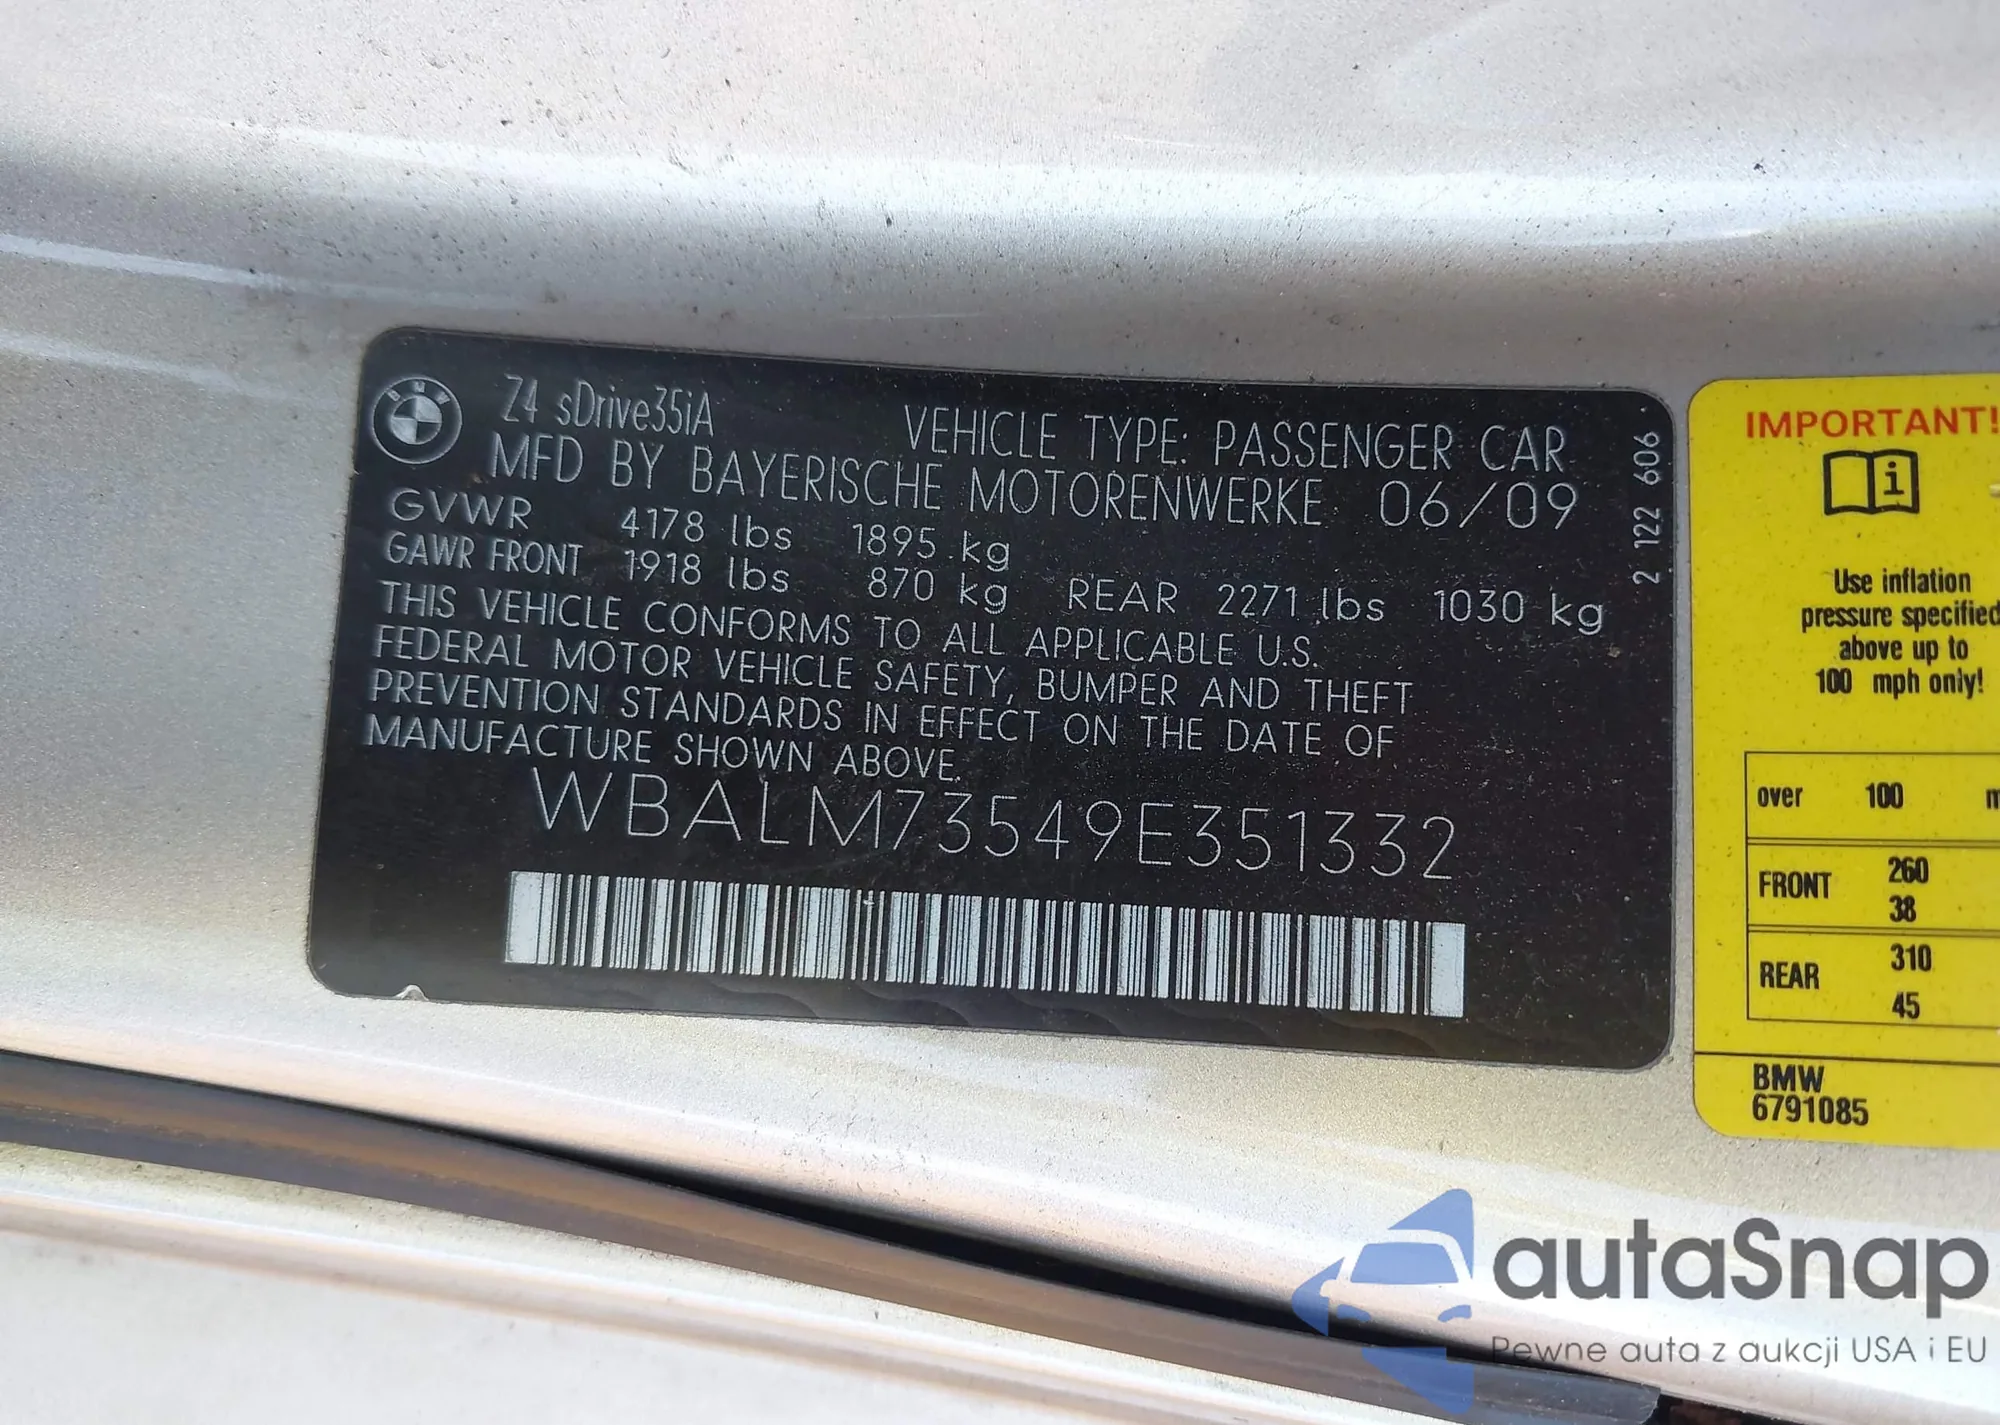 Z4 sDrive35iA
VEHICLE TYPE: PASSENGER CAR
MFD BY BAYERISCHE MOTORENWERKE 06/09
GVWR 4178 lbs 1895 kg
GAWR FRONT 1918 lbs 870 kg REAR 2271 lbs 1030 kg
THIS VEHICLE CONFORMS TO ALL APPLICABLE U.S.
FEDERAL MOTOR VEHICLE SAFETY, BUMPER AND THEFT
PREVENTION STANDARDS IN EFFECT ON THE DATE OF
MANUFACTURE SHOWN ABOVE.
WBALM73549E351332
2 122 606
BMW
IMPORTANT!
i
Use inflation
pressure specified
above up to
100 mph only!
over 100 m
FRONT 260
38
REAR 310
45
BMW
6791085
autaSnap
Pewne auta z aukcji USA i EU